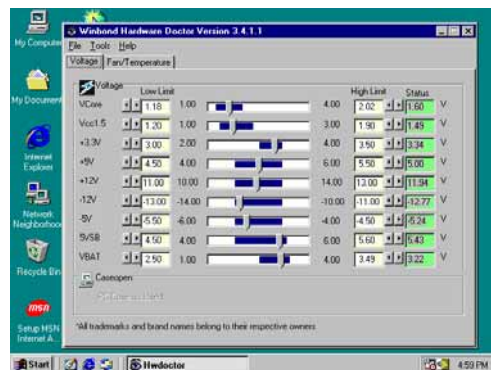 My Computer
Winbond Hardware Doctor Version 3.4.1.1
File Tools Help
Voltage Fan/Temperature
Voltage
Low Limit High Limit Status
VCore 1.18 1.00 4.00 2.02 1.60 V
Vcc1.5 1.20 1.00 3.00 1.90 1.49 V
+3.3V 3.00 2.00 4.00 3.50 3.34 V
+5V 4.50 4.00 6.00 5.50 5.00 V
+12V 11.00 10.00 14.00 13.00 11.94 V
-12V -13.00 -14.00 -10.00 -11.00 -12.77 V
-5V -5.50 -6.00 -4.00 -4.50 -5.24 V
5VSB 4.50 4.00 6.00 5.60 5.43 V
VBAT 2.50 1.00 4.00 3.49 3.22 V
Caseopen
*All trademarks and brand names belong to their respective owners
My Documents
Internet
Explorer
Network
Neighborhood
Recycle Bin
msn
Setup MSN
Internet A...
Start Hwdoctor 4:59 PM